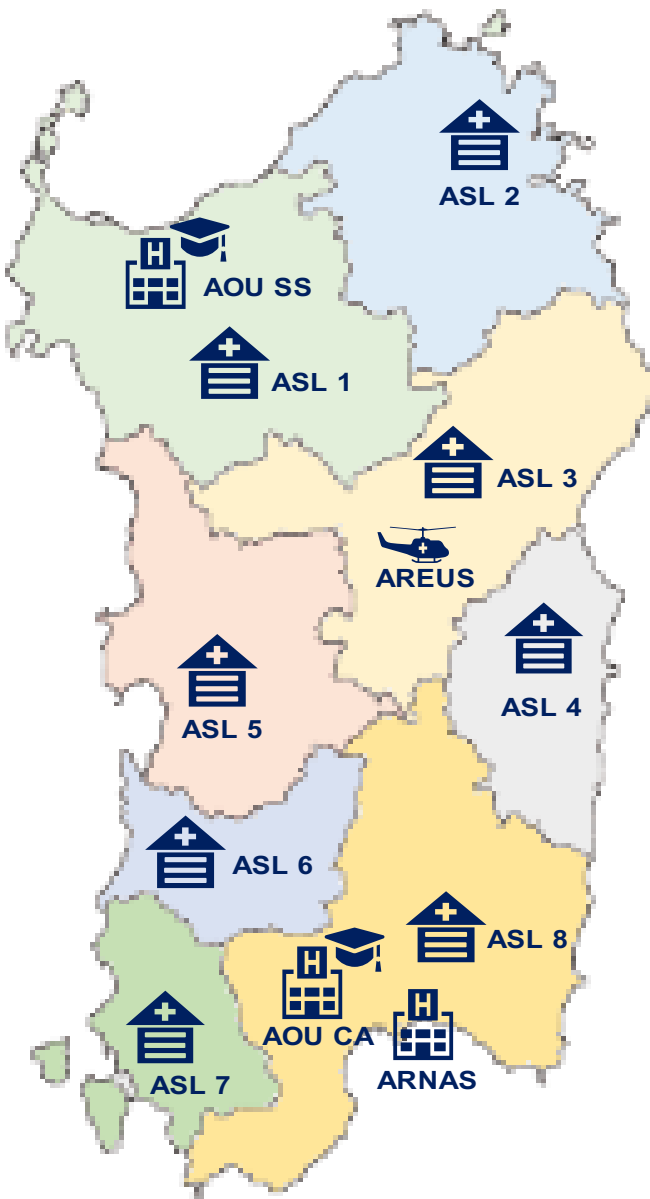 ASL 2
AOU SS
ASL 1
ASL 3
AREUS
ASL 4
ASL 5
ASL 6
ASL 8
H
H
AOU CA
H
ARNAS
ASL 7